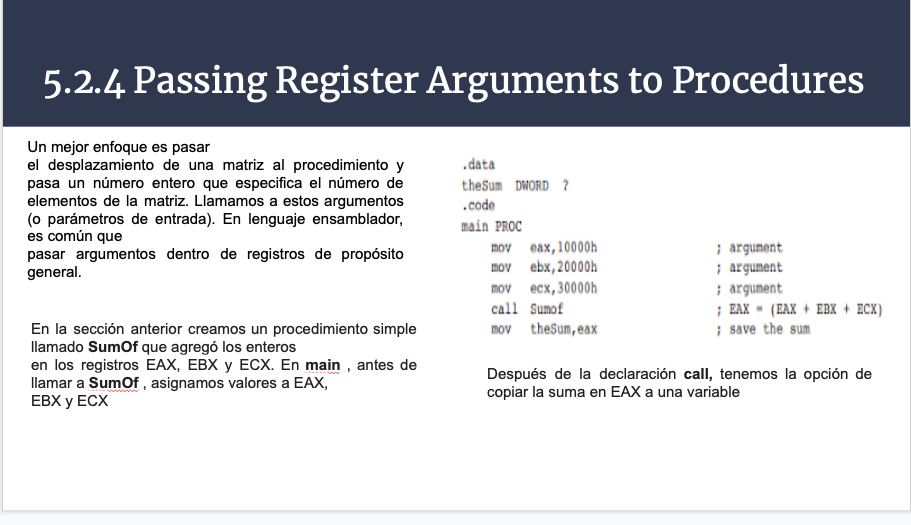 5.2.4 Passing Register Arguments to Procedures
Un mejor enfoque es pasar
el desplazamiento de una matriz al procedimiento y
pasa un número entero que especifica el número de
elementos de la matriz. Llamamos a estos argumentos
(o parámetros de entrada). En lenguaje ensamblador,
es común que
pasar argumentos dentro de registros de propósito
general.
En la sección anterior creamos un procedimiento simple
llamado SumOf que agregó los enteros
en los registros EAX, EBX y ECX. En main , antes de
llamar a SumOf , asignamos valores a EAX,
EBX y ECX
.data
theSum DWORD ?
.code
main PROC
mov eax,10000h ; argument
mov ebx,20000h ; argument
mov ecx,30000h ; argument
call Sumof ; EAX = (EAX + EBX + ECX)
mov theSum,eax ; save the sum
Después de la declaración call, tenemos la opción de
copiar la suma en EAX a una variable